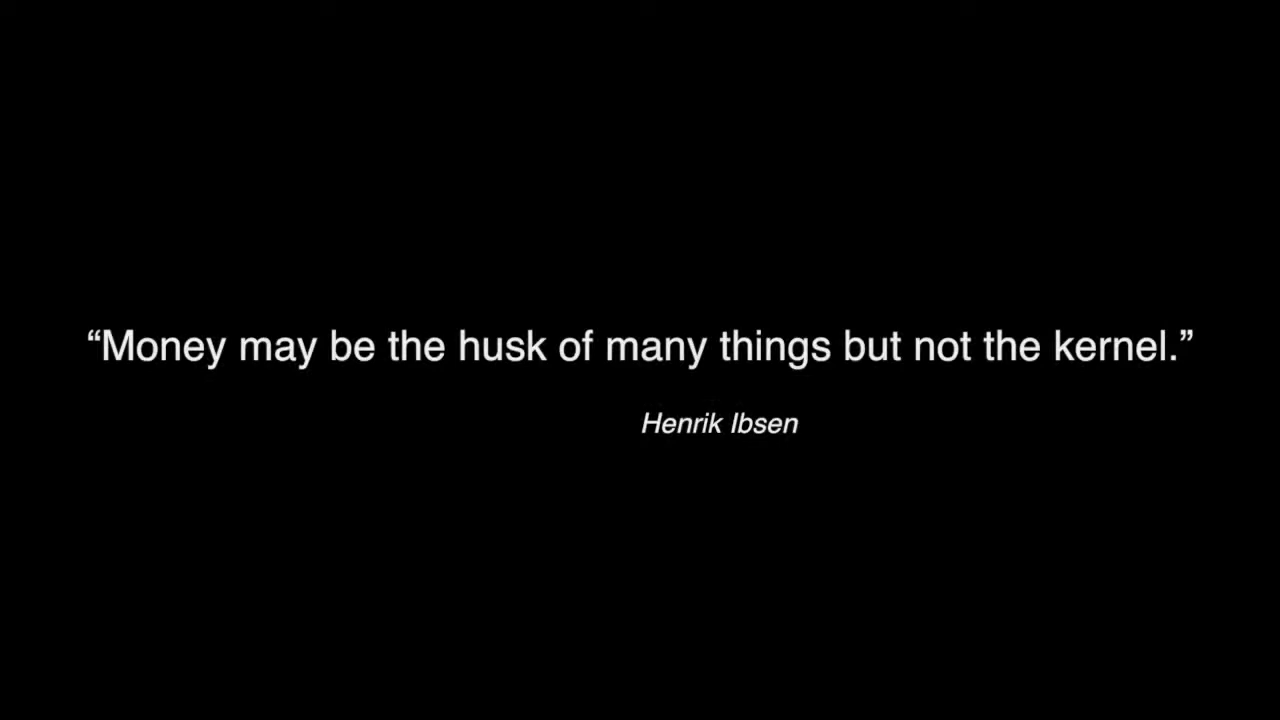 “Money may be the husk of many things but not the kernel.”
Henrik Ibsen